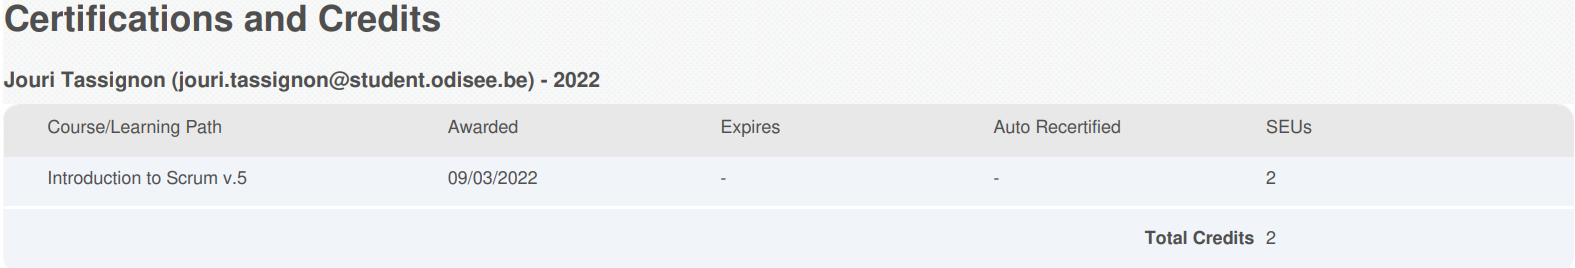 Certifications and Credits
Jouri Tassignon (jouri.tassignon@student.odisee.be) - 2022
Course/Learning Path Awarded Expires Auto Recertified SEUs
Introduction to Scrum v.5 09/03/2022 - - 2
Total Credits 2